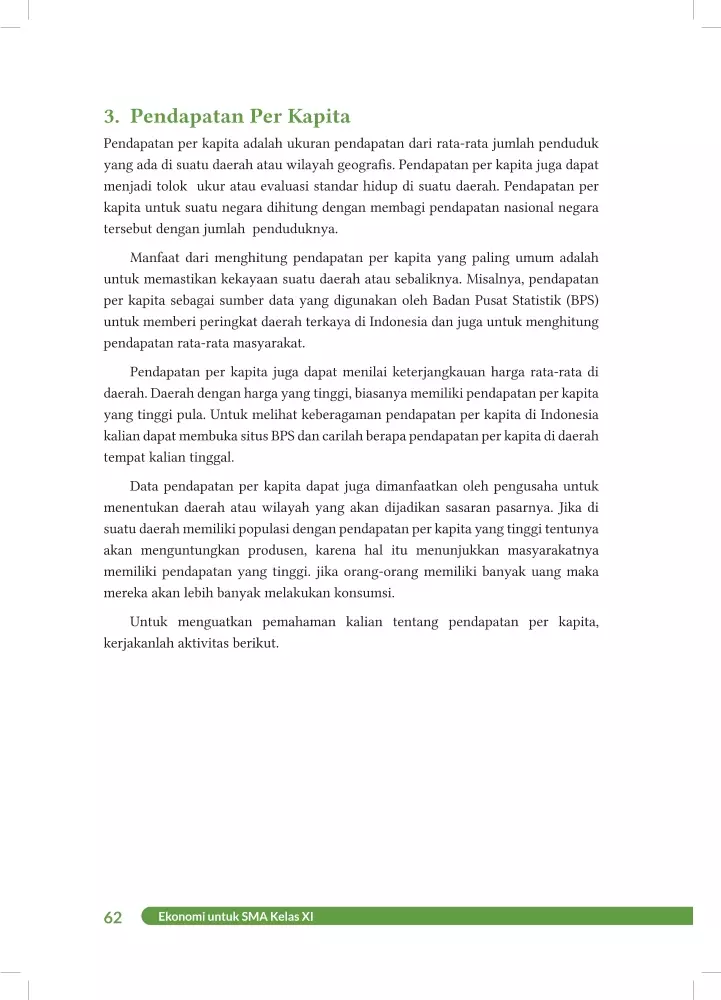 3. Pendapatan Per Kapita
Pendapatan per kapita adalah ukuran pendapatan dari rata-rata jumlah penduduk
yang ada di suatu daerah atau wilayah geografis. Pendapatan per kapita juga dapat
menjadi tolok ukur atau evaluasi standar hidup di suatu daerah. Pendapatan per
kapita untuk suatu negara dihitung dengan membagi pendapatan nasional negara
tersebut dengan jumlah penduduknya.
Manfaat dari menghitung pendapatan per kapita yang paling umum adalah
untuk memastikan kekayaan suatu daerah atau sebaliknya. Misalnya, pendapatan
per kapita sebagai sumber data yang digunakan oleh Badan Pusat Statistik (BPS)
untuk memberi peringkat daerah terkaya di Indonesia dan juga untuk menghitung
pendapatan rata-rata masyarakat.
Pendapatan per kapita juga dapat menilai keterjangkauan harga rata-rata di
daerah. Daerah dengan harga yang tinggi, biasanya memiliki pendapatan per kapita
yang tinggi pula. Untuk melihat keberagaman pendapatan per kapita di Indonesia
kalian dapat membuka situs BPS dan carilah berapa pendapatan per kapita di daerah
tempat kalian tinggal.
Data pendapatan per kapita dapat juga dimanfaatkan oleh pengusaha untuk
menentukan daerah atau wilayah yang akan dijadikan sasaran pasarnya. Jika di
suatu daerah memiliki populasi dengan pendapatan per kapita yang tinggi tentunya
akan menguntungkan produsen, karena hal itu menunjukkan masyarakatnya
memiliki pendapatan yang tinggi. jika orang-orang memiliki banyak uang maka
mereka akan lebih banyak melakukan konsumsi.
Untuk menguatkan pemahaman kalian tentang pendapatan per kapita,
kerjakanlah aktivitas berikut.
62 Ekonomi untuk SMA Kelas XI